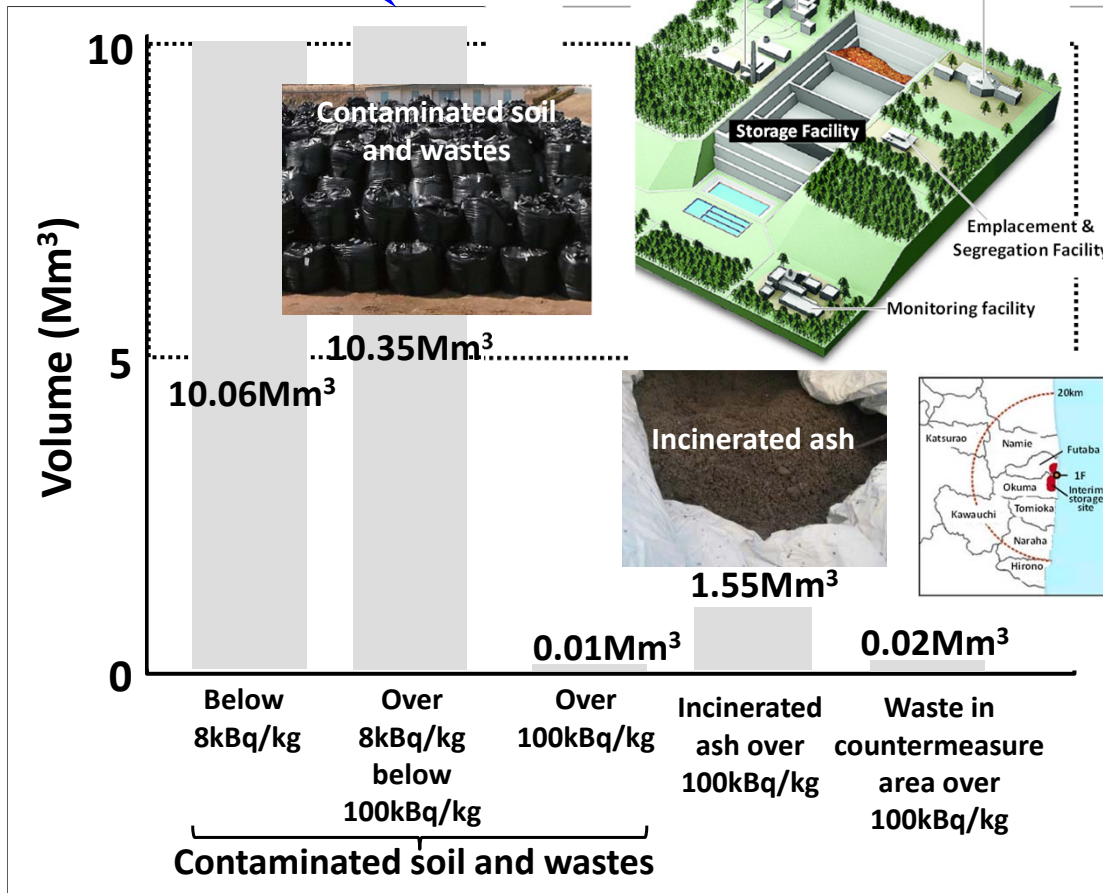 Volume (Mm³)
10
5
0
Contaminated soil
and wastes
10.06Mm³
10.35Mm³
0.01Mm³
1.55Mm³
0.02Mm³
Storage Facility
Emplacement &
Segregation Facility
Monitoring facility
Incinerated ash
20km
Katsurao
Namie
Futaba
1F
Okuma
Interim
storage
site
Kawauchi
Tomioka
Naraha
Hirono
Below
8kBq/kg
Over
8kBq/kg
below
100kBq/kg
Over
100kBq/kg
Incinerated
ash over
100kBq/kg
Waste in
countermeasure
area over
100kBq/kg
Contaminated soil and wastes